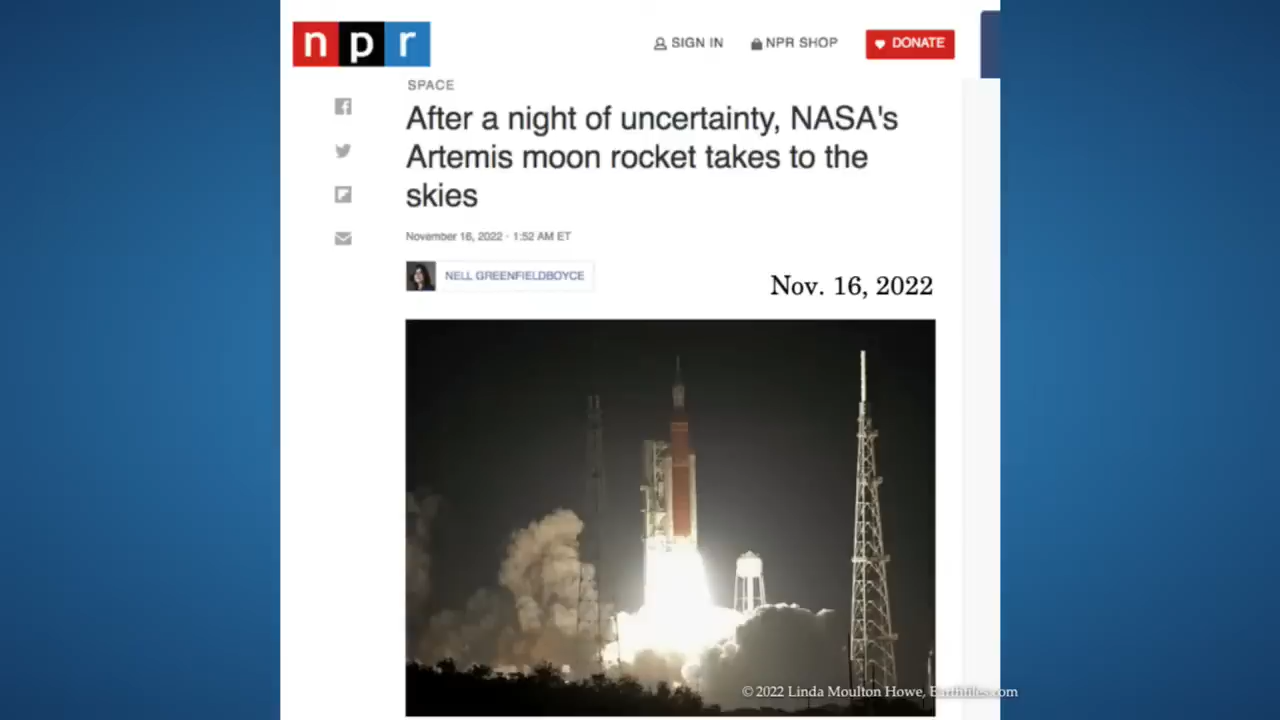 npr
SIGN IN
NPR SHOP
DONATE
SPACE
After a night of uncertainty, NASA's
Artemis moon rocket takes to the
skies
November 16, 2022 · 1:52 AM ET
NELL GREENFIELDBOYCE
Nov. 16, 2022
© 2022 Linda Moulton Howe, Earthfiles.com